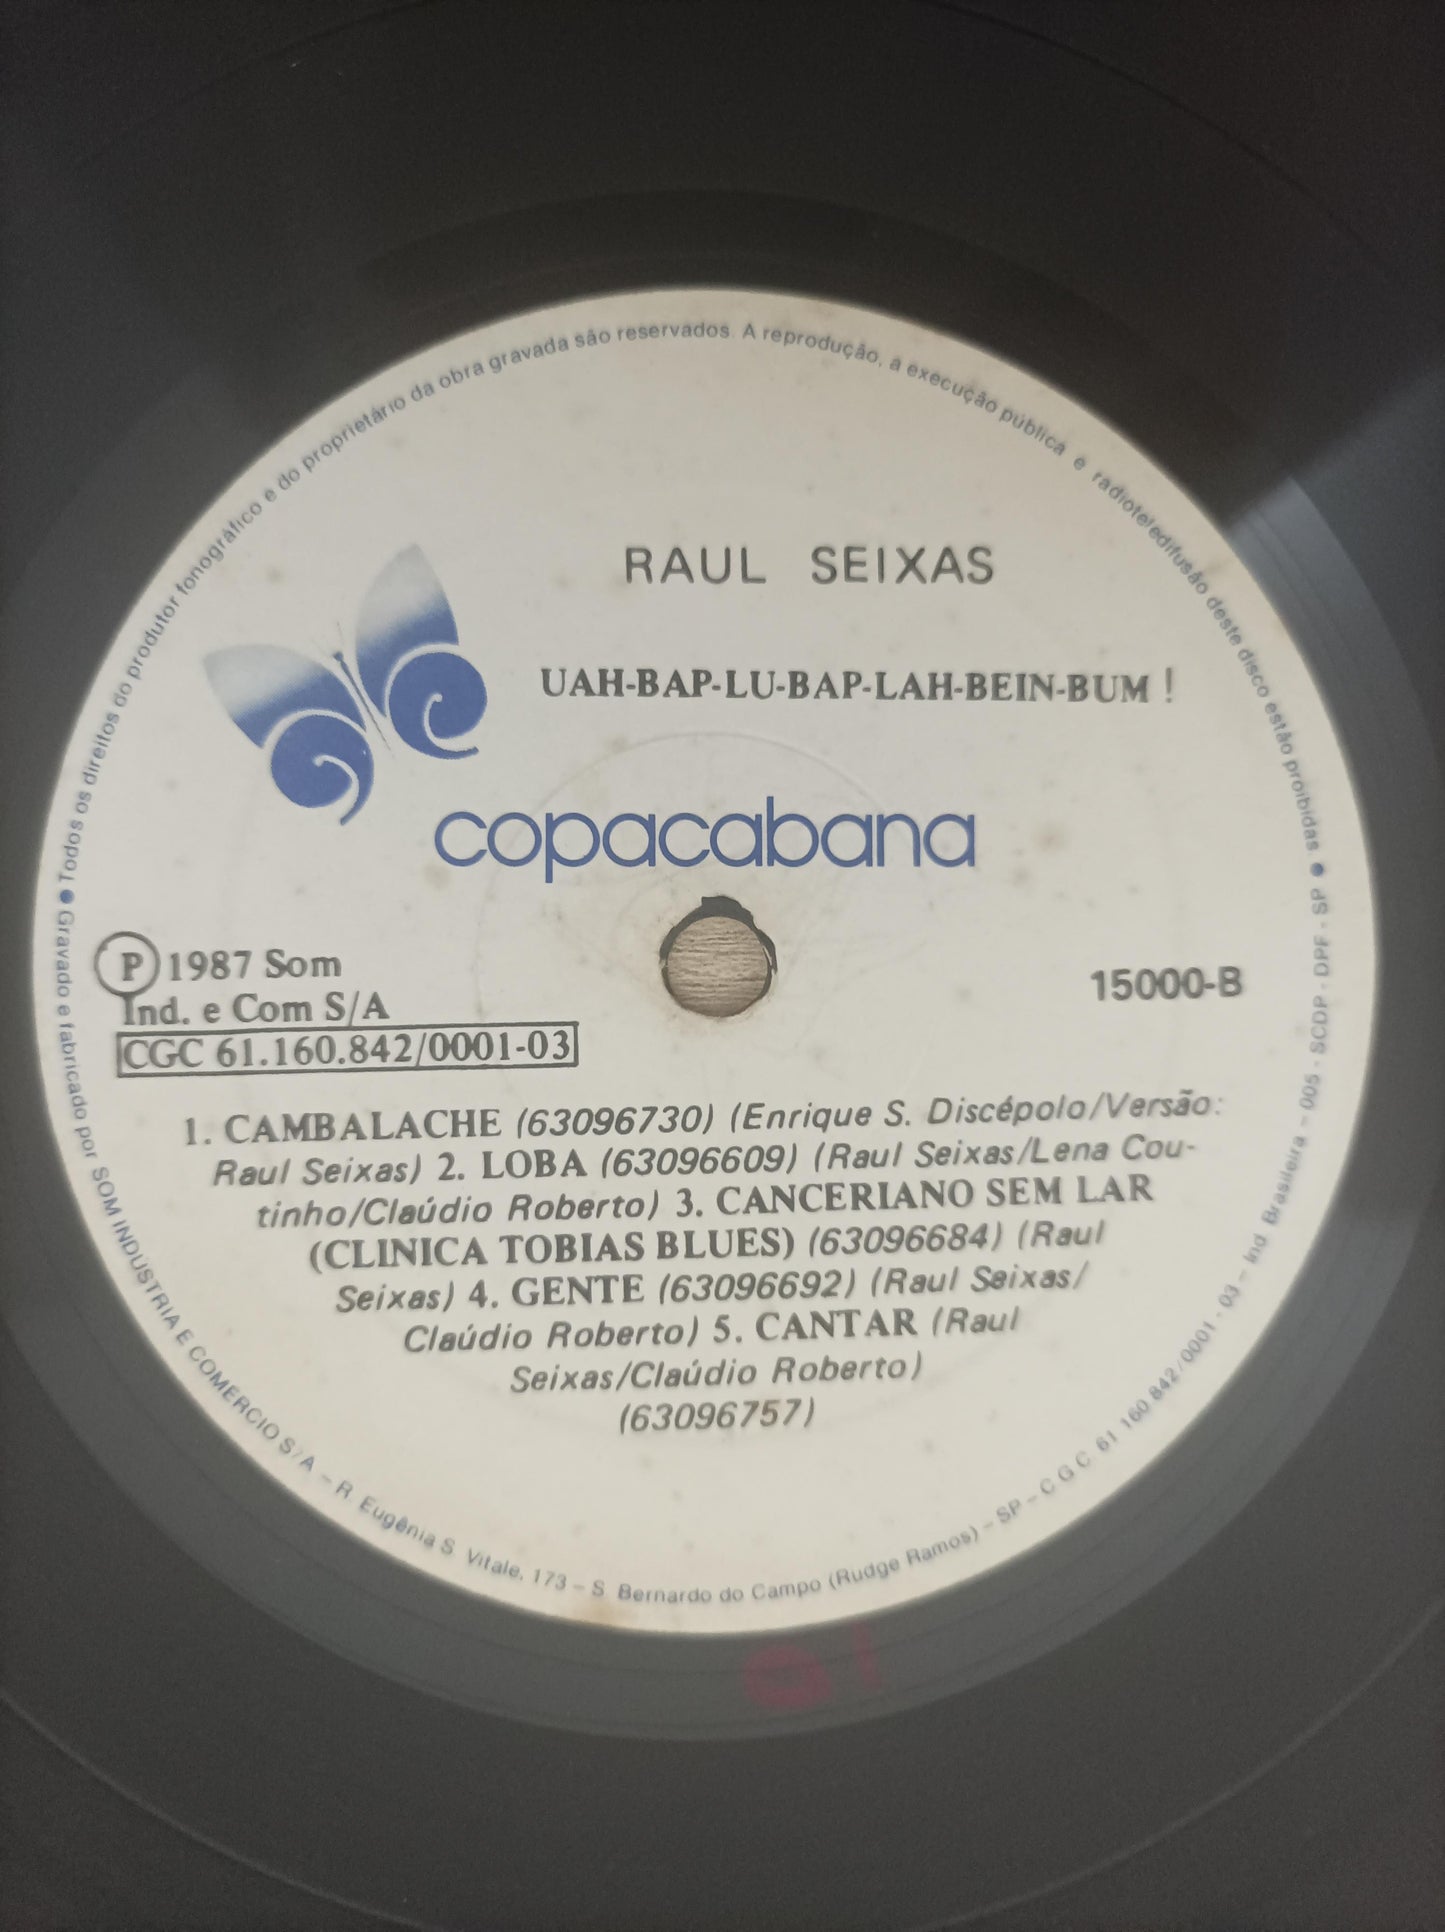 ● Todos os direitos do produtor fonográfico e do proprietário da obra gravada são reservados. A reprodução, a execução pública e radioteledifusão deste disco estão proibidas. ●
RAUL SEIXAS
UAH-BAP-LU-BAP-LAH-BEIN-BUM !
copacabana
Ⓟ 1987 Som
Ind. e Com S/A
CGC 61.160.842/0001-03
15000-B
1. CAMBALACHE (63096730) (Enrique S. Discépolo/Versão:
Raul Seixas) 2. LOBA (63096609) (Raul Seixas/Lena Cou-
tinho/Claúdio Roberto) 3. CANCERIANO SEM LAR
(CLINICA TOBIAS BLUES) (63096684) (Raul
Seixas) 4. GENTE (63096692) (Raul Seixas/
Claúdio Roberto) 5. CANTAR (Raul
Seixas/Claúdio Roberto)
(63096757)
Gravado e fabricado por SOM INDUSTRIA E COMERCIO S/A – R. Eugênia S. Vitale, 173 – S. Bernardo do Campo (Rudge Ramos) – SP – C G C 61 160 842/0001 - 03 – Ind Brasileira – 005 - SCDP - DPF - SP